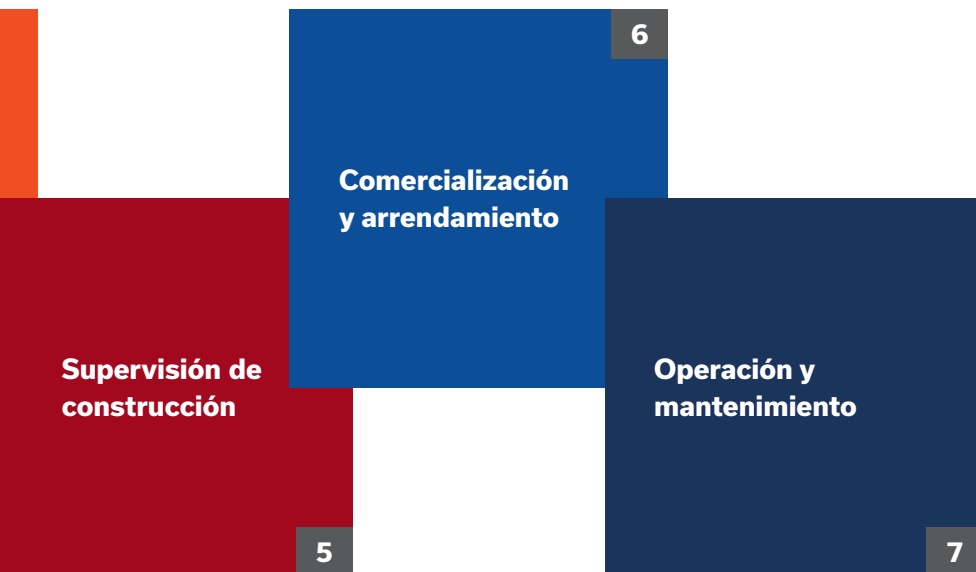 6
Comercialización
y arrendamiento
Supervisión de
construcción
5
Operación y
mantenimiento
7